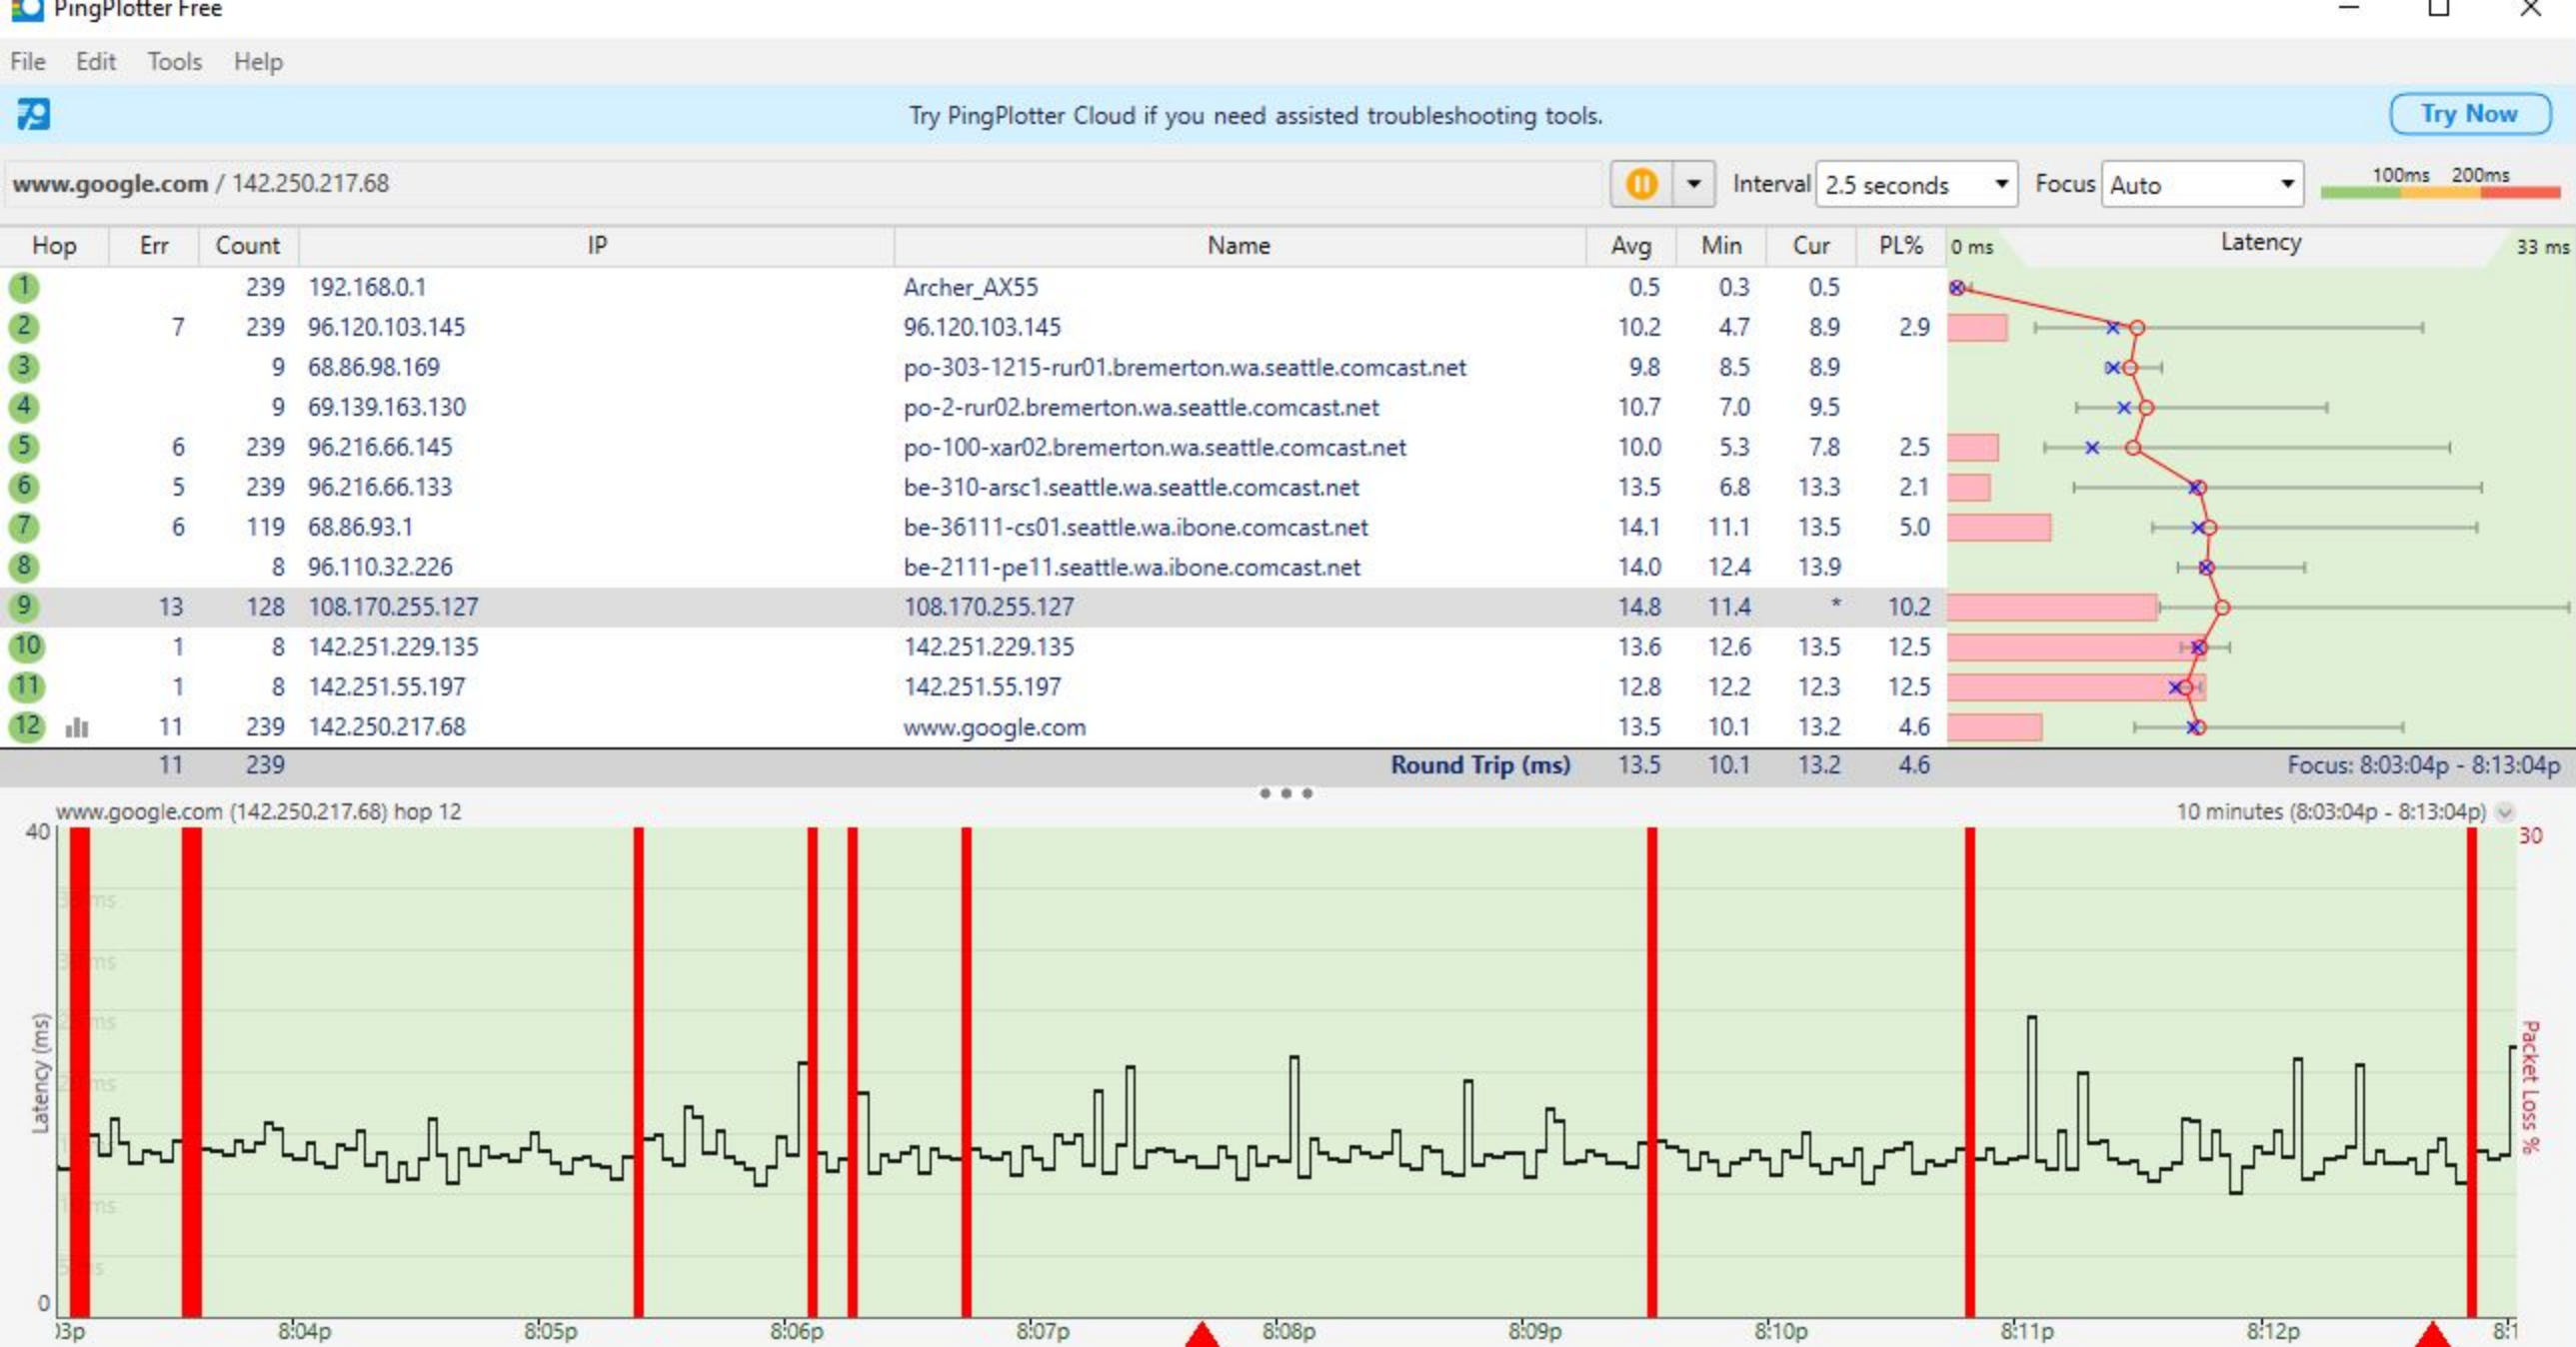 PingPlotter Free
File Edit Tools Help
Try PingPlotter Cloud if you need assisted troubleshooting tools. Try Now
www.google.com / 142.250.217.68 Interval 2.5 seconds Focus Auto 100ms 200ms
Hop Err Count IP Name Avg Min Cur PL% 0 ms Latency 33 ms
1 239 192.168.0.1 Archer_AX55 0.5 0.3 0.5
2 7 239 96.120.103.145 96.120.103.145 10.2 4.7 8.9 2.9
3 9 68.86.98.169 po-303-1215-rur01.bremerton.wa.seattle.comcast.net 9.8 8.5 8.9
4 9 69.139.163.130 po-2-rur02.bremerton.wa.seattle.comcast.net 10.7 7.0 9.5
5 6 239 96.216.66.145 po-100-xar02.bremerton.wa.seattle.comcast.net 10.0 5.3 7.8 2.5
6 5 239 96.216.66.133 be-310-arsc1.seattle.wa.seattle.comcast.net 13.5 6.8 13.3 2.1
7 6 119 68.86.93.1 be-36111-cs01.seattle.wa.ibone.comcast.net 14.1 11.1 13.5 5.0
8 8 96.110.32.226 be-2111-pe11.seattle.wa.ibone.comcast.net 14.0 12.4 13.9
9 13 128 108.170.255.127 108.170.255.127 14.8 11.4 * 10.2
10 1 8 142.251.229.135 142.251.229.135 13.6 12.6 13.5 12.5
11 1 8 142.251.55.197 142.251.55.197 12.8 12.2 12.3 12.5
12 11 239 142.250.217.68 www.google.com 13.5 10.1 13.2 4.6
11 239 Round Trip (ms) 13.5 10.1 13.2 4.6 Focus: 8:03:04p - 8:13:04p
www.google.com (142.250.217.68) hop 12 10 minutes (8:03:04p - 8:13:04p)
40 30
Latency (ms)
Packet Loss %
0
03p 8:04p 8:05p 8:06p 8:07p 8:08p 8:09p 8:10p 8:11p 8:12p 8:1